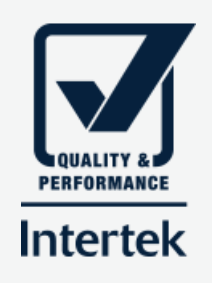 QUALITY &
PERFORMANCE
Intertek